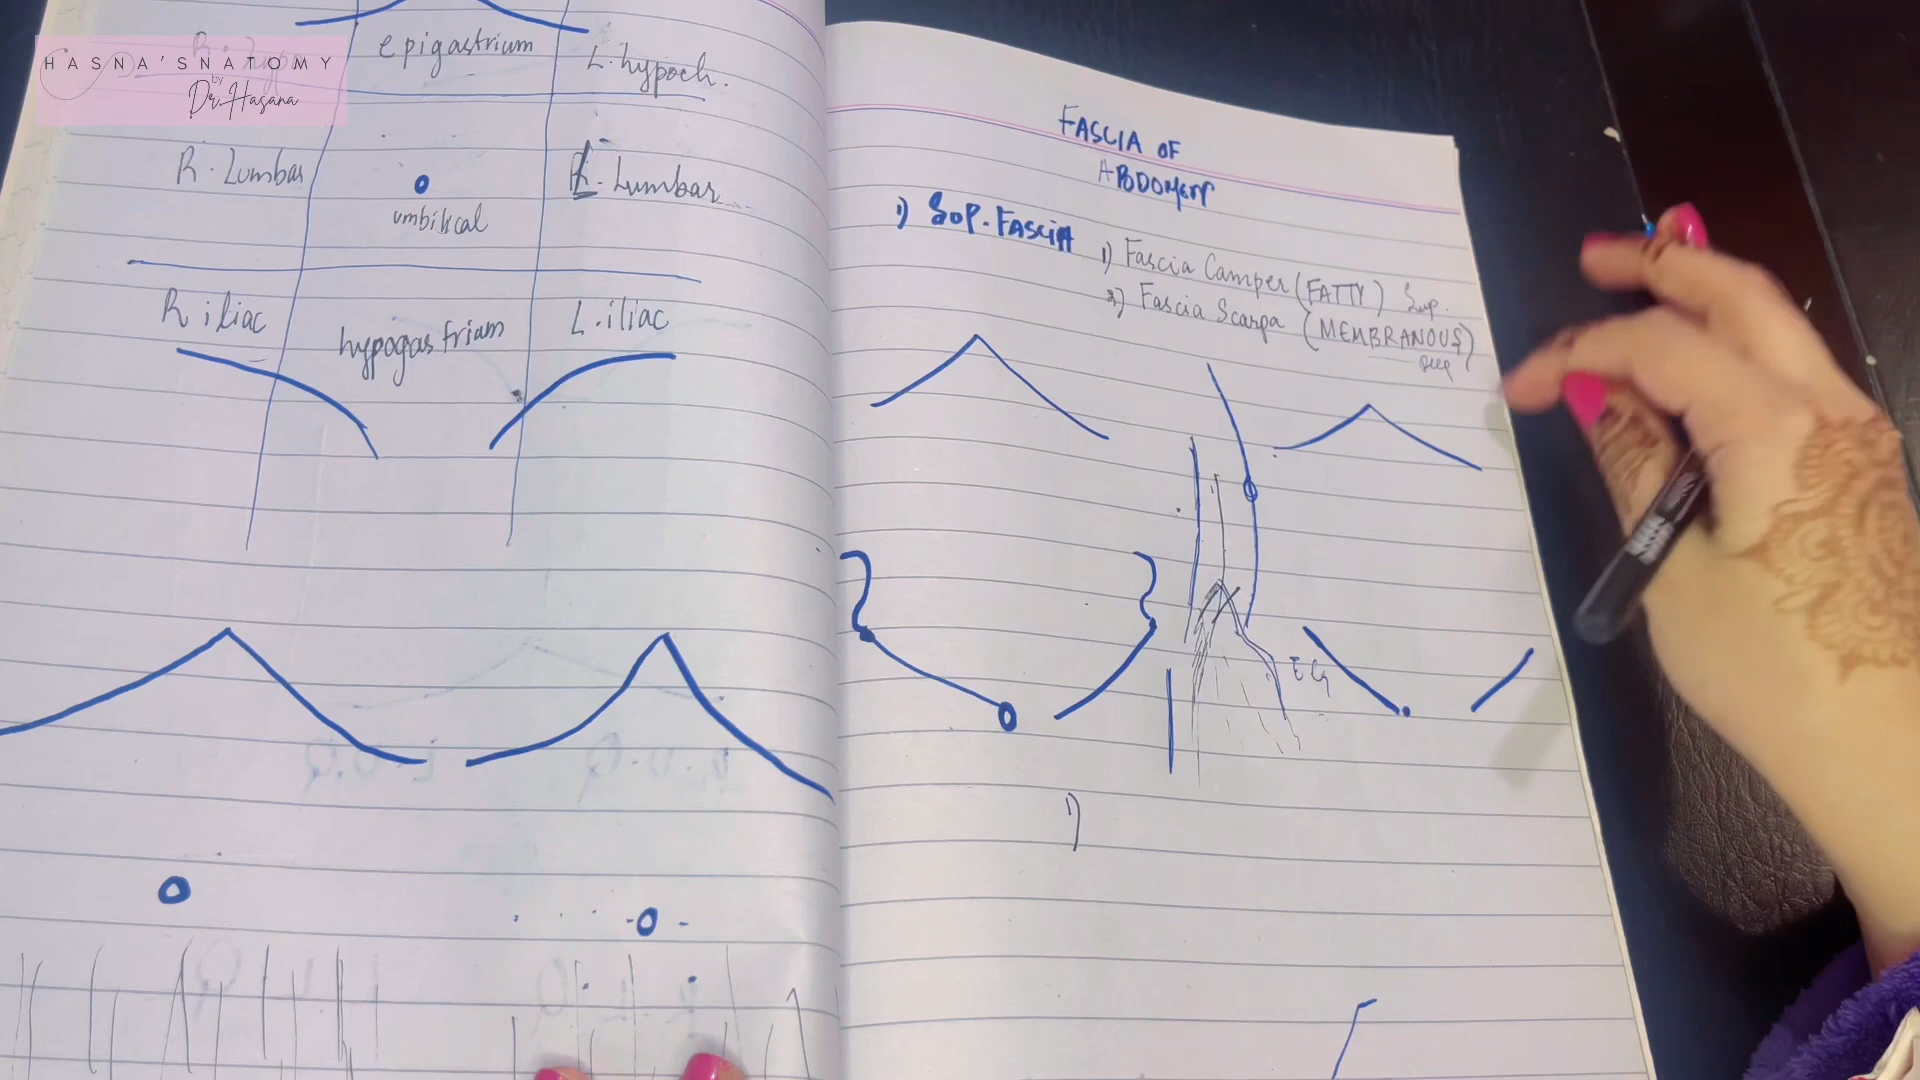 HASNA'SNATOMY
by
Dr.Hasana
epigastrium
L.hypoch.
R.Lumbar
umbilical
L.Lumbar
R iliac
hypogastrium
L.iliac
FASCIA OF
ABDOMEN
1) SUP.FASCIA
1) Fascia Camper (FATTY) Sup.
2) Fascia Scarpa (MEMBRANOUS)
deep
1)